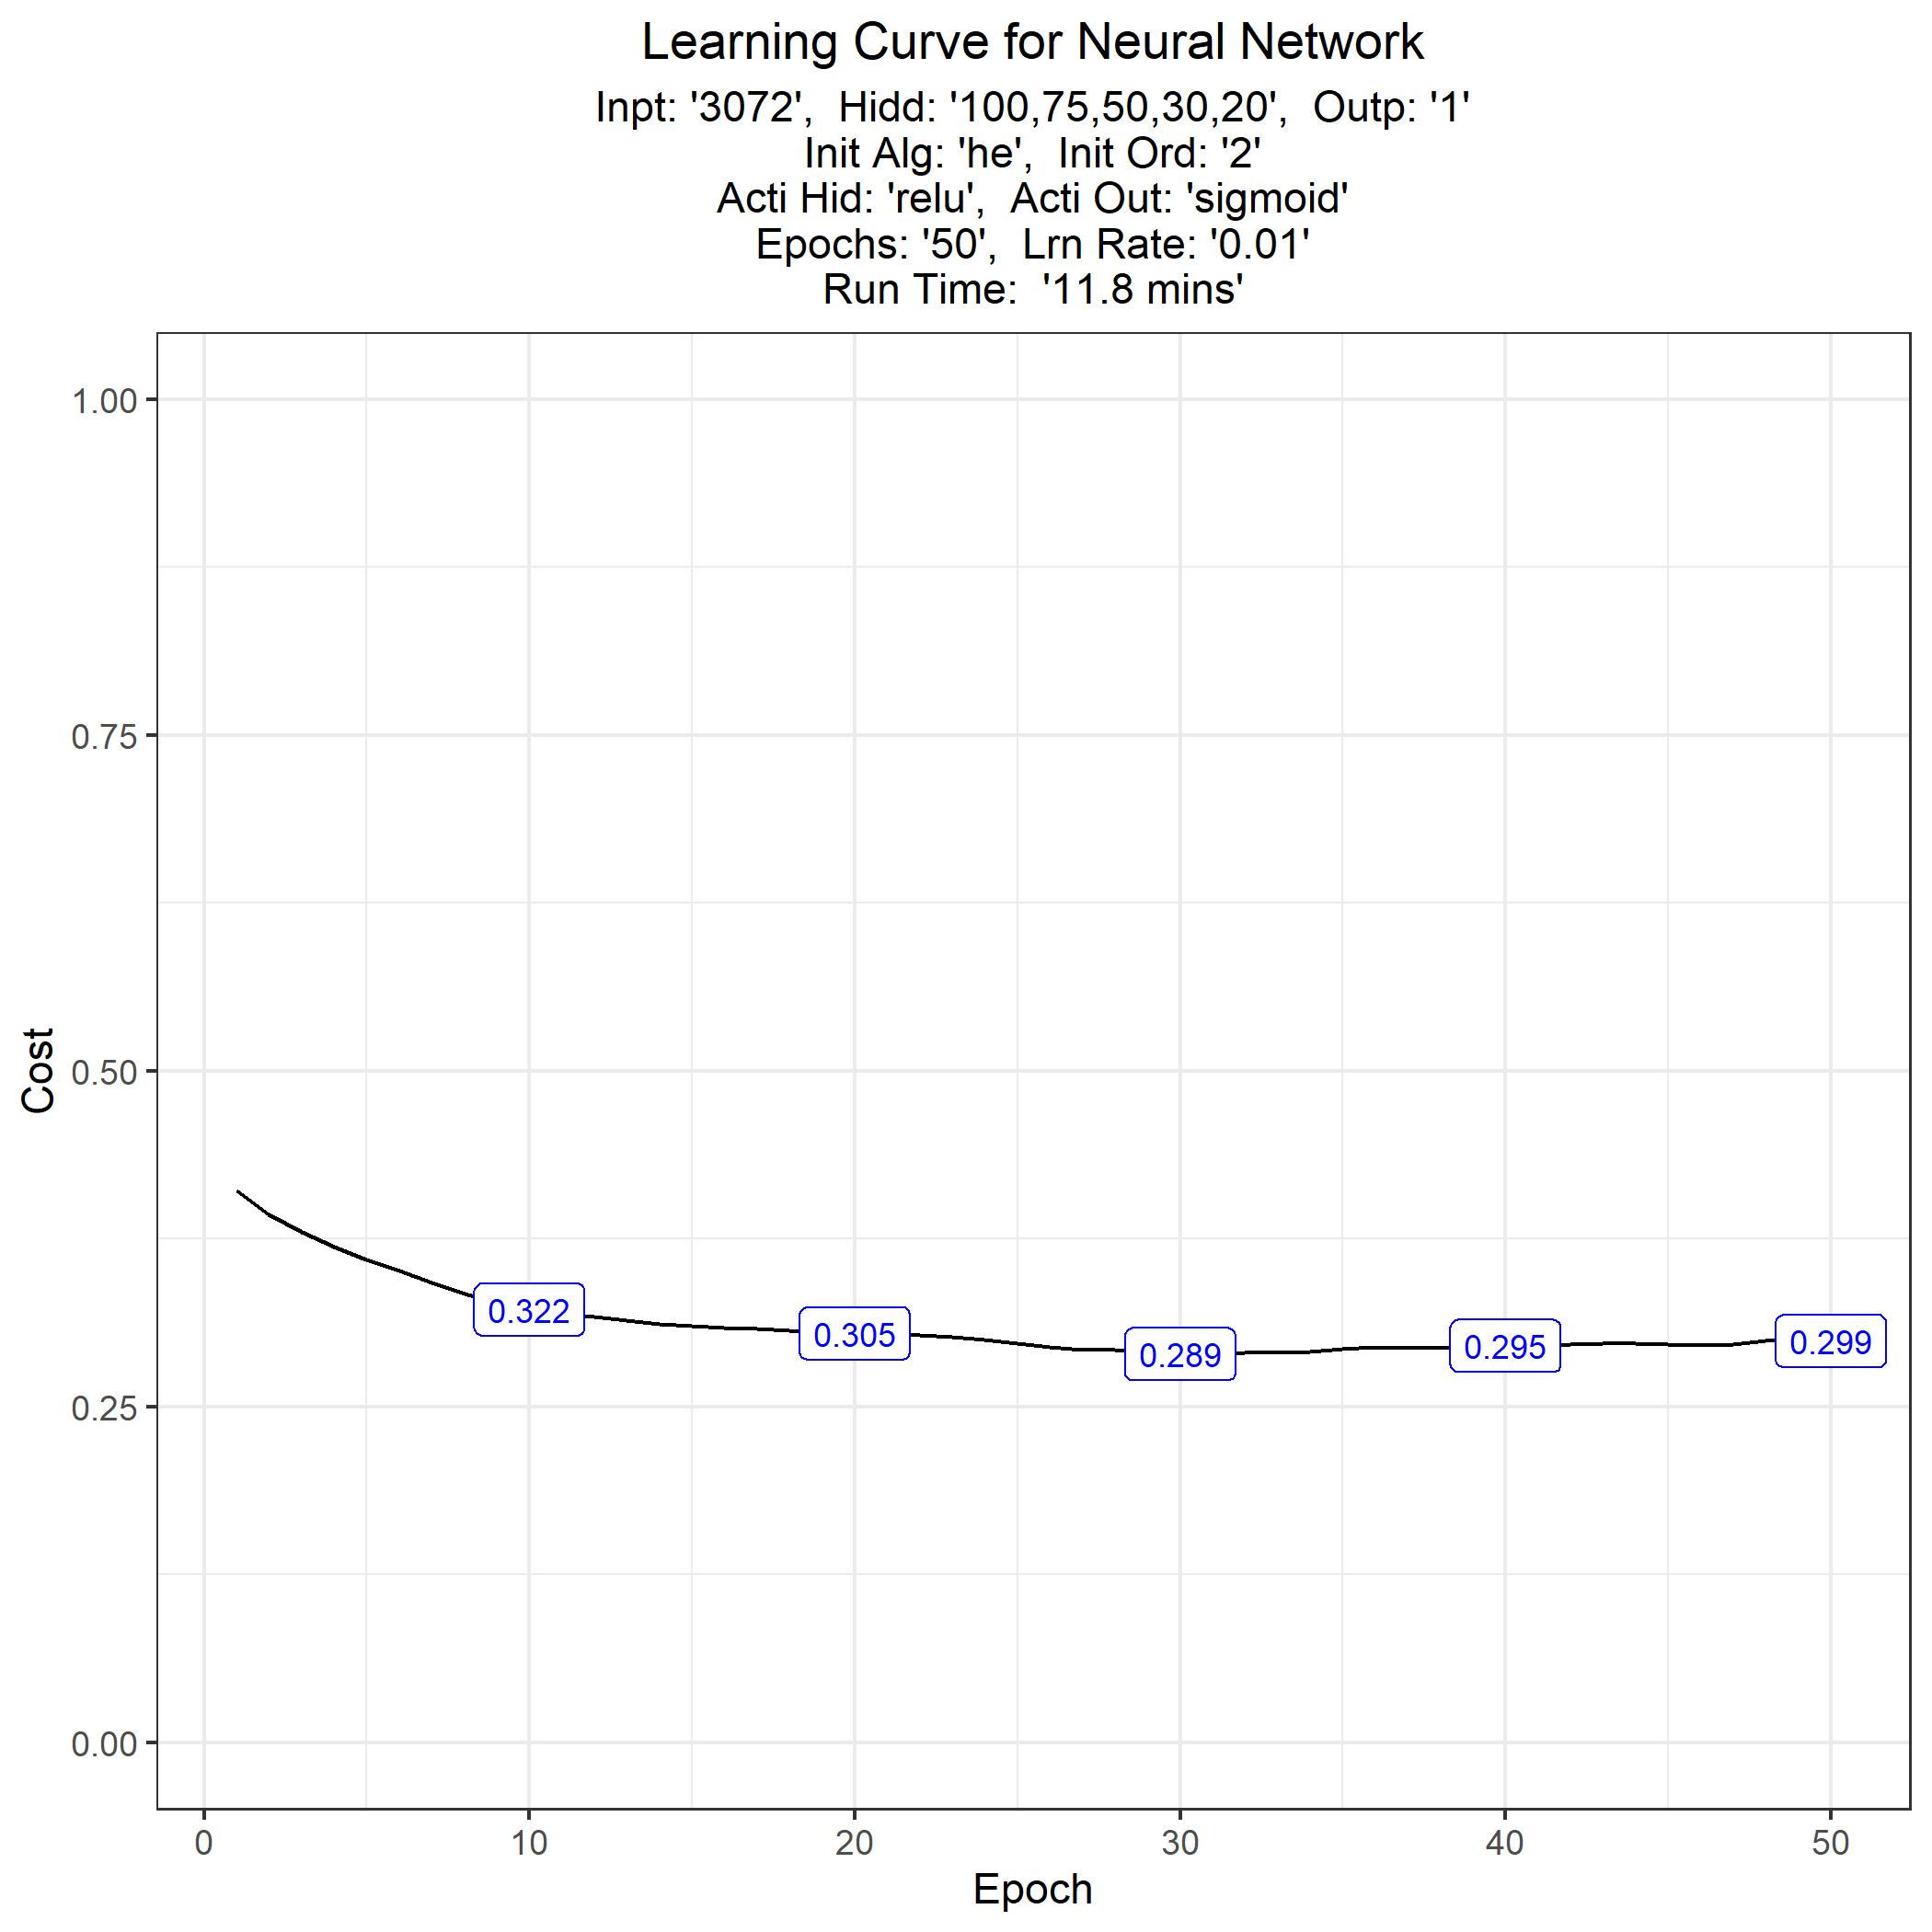 Learning Curve for Neural Network
Inpt: '3072',  Hidd: '100,75,50,30,20',  Outp: '1'
Init Alg: 'he',  Init Ord: '2'
Acti Hid: 'relu',  Acti Out: 'sigmoid'
Epochs: '50',  Lrn Rate: '0.01'
Run Time:  '11.8 mins'
1.00
0.75
0.50
0.25
0.00
Cost
0.322
0.305
0.289
0.295
0.299
0 10 20 30 40 50
Epoch